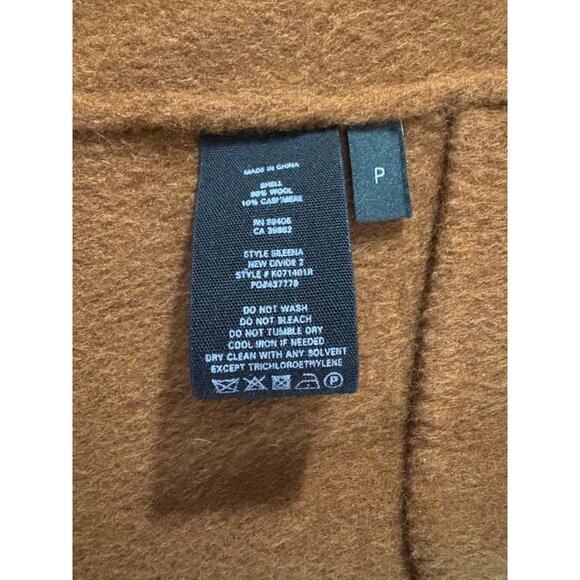 MADE IN CHINA
SHELL
90% WOOL
10% CASHMERE
RN 88405
CA 39882
STYLE SILEENA
NEW DIVIDE 2
STYLE # K071401R
PO#437779
DO NOT WASH
DO NOT BLEACH
DO NOT TUMBLE DRY
COOL IRON IF NEEDED
DRY CLEAN WITH ANY SOLVENT
EXCEPT TRICHLOROETHYLENE
P
P